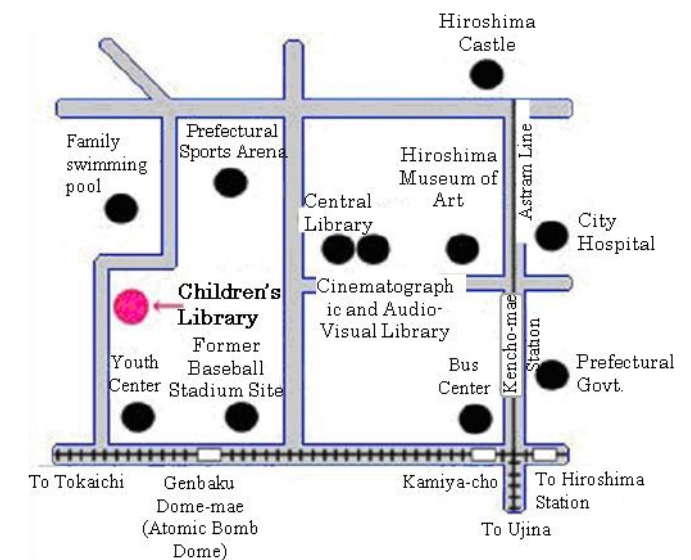 Hiroshima
Castle
Family
swimming
pool
Prefectural
Sports Arena
Hiroshima
Museum of
Art
Astram Line
Central
Library
City
Hospital
Cinematograph
ic and Audio-
Visual Library
Children's
Library
Kencho-mae
Station
Youth
Center
Former
Baseball
Stadium Site
Bus
Center
Prefectural
Govt.
To Tokaichi
Genbaku
Dome-mae
(Atomic Bomb
Dome)
Kamiya-cho
To Hiroshima
Station
To Ujina